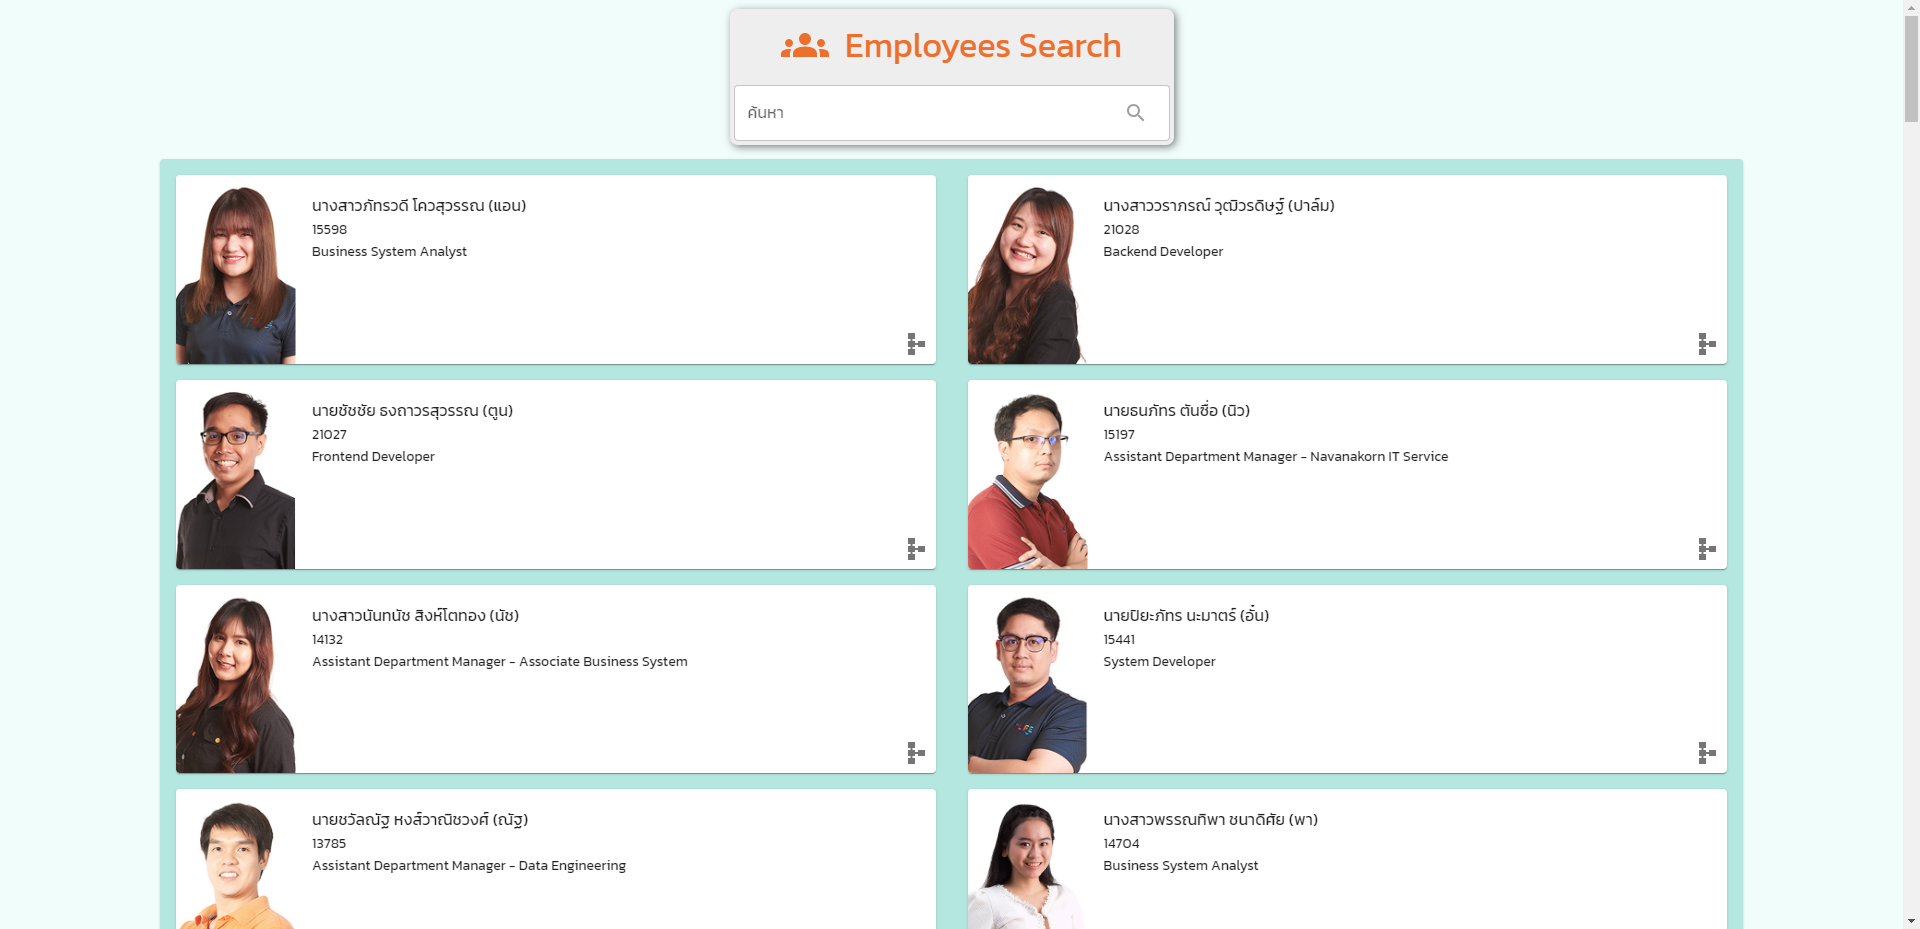 Employees Search
ค้นหา
นางสาวภัทรวดี โควสุวรรณ (แอน)
15598
Business System Analyst
นางสาววราภรณ์ วุฒิวรดิษฐ์ (ปาล์ม)
21028
Backend Developer
นายชัชชัย ธงถาวรสุวรรณ (ตูน)
21027
Frontend Developer
นายธนภัทร ตันซื่อ (นิว)
15197
Assistant Department Manager - Navanakorn IT Service
นางสาวนันทนัช สิงห์โตทอง (นัช)
14132
Assistant Department Manager - Associate Business System
นายปิยะภัทร นะมาตร์ (อั๋น)
15441
System Developer
นายชวัลณัฐ หงส์วาณิชวงศ์ (ณัฐ)
13785
Assistant Department Manager - Data Engineering
นางสาวพรรณทิพา ชนาดิศัย (พา)
14704
Business System Analyst